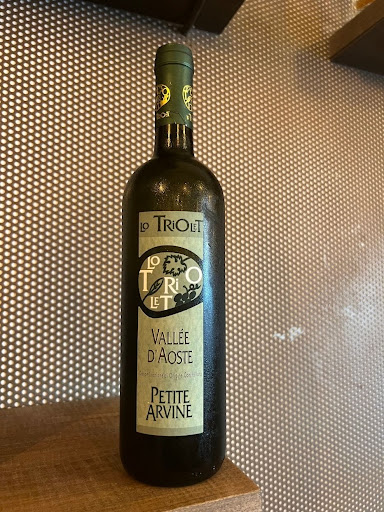 LO TRIOLET
LO
TRIO
LET
VALLÉE
D'AOSTE
PETITE
ARVINE